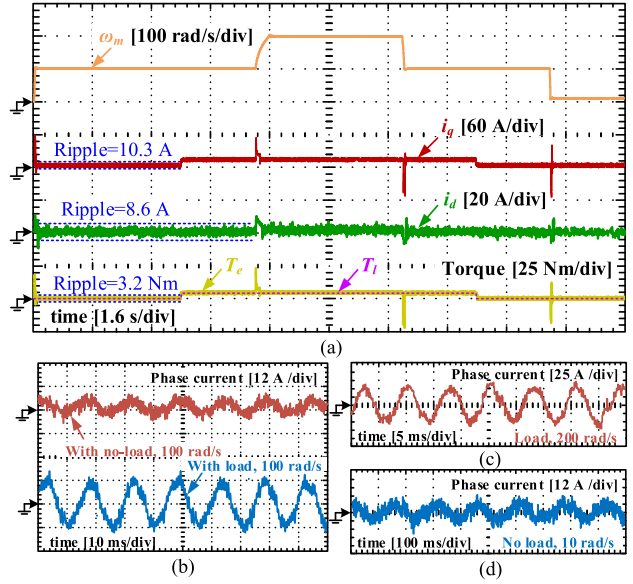 ωm [100 rad/s/div]
iq [60 A/div]
Ripple=10.3 A
id [20 A/div]
Ripple=8.6 A
Te
Tl
Torque [25 Nm/div]
Ripple=3.2 Nm
time [1.6 s/div]
(a)
Phase current [12 A /div]
With no-load, 100 rad/s
With load, 100 rad/s
time [10 ms/div]
(b)
Phase current [25 A /div]
time [5 ms/div]
Load, 200 rad/s
(c)
Phase current [12 A /div]
time [100 ms/div]
No load, 10 rad/s
(d)